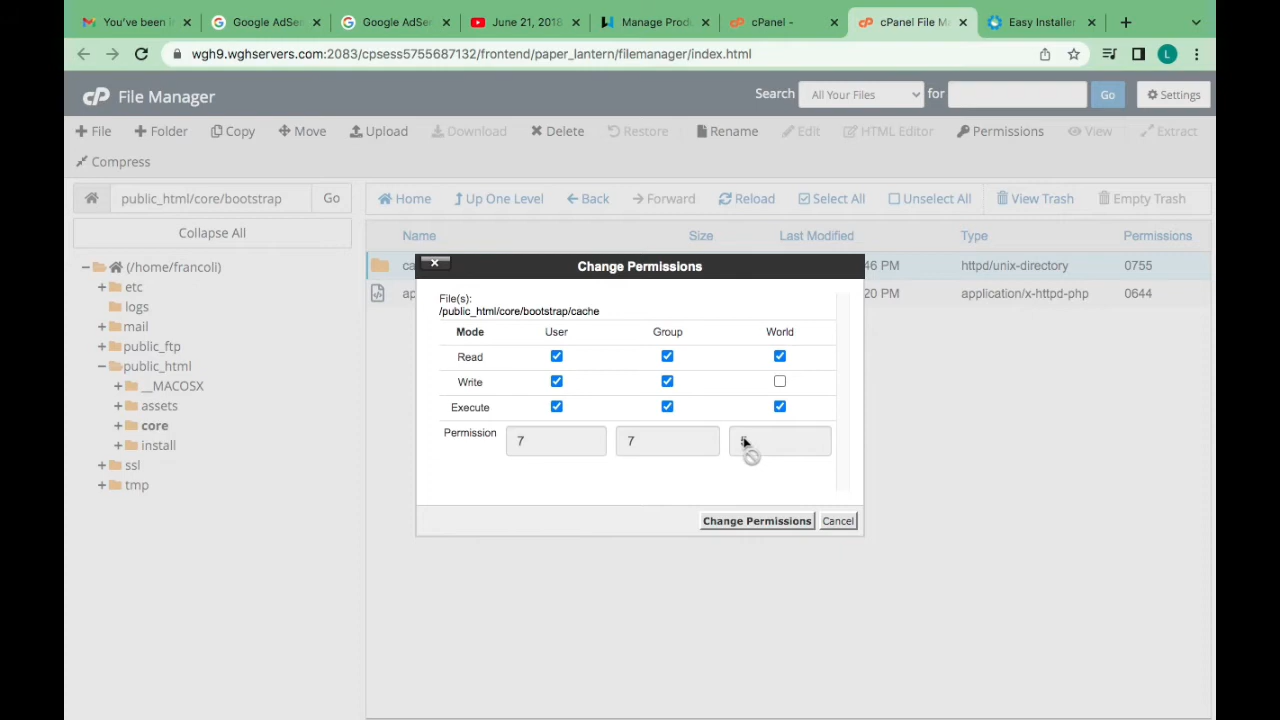 You've been i
Google AdSe
Google AdSe
June 21, 2018
Manage Prod
cPanel -
cPanel File M
Easy Installer
wgh9.wghservers.com:2083/cpsess5755687132/frontend/paper_lantern/filemanager/index.html
L
cP File Manager
Search All Your Files for Go Settings
File Folder Copy Move Upload Download Delete Restore Rename Edit HTML Editor Permissions View Extract
Compress
public_html/core/bootstrap Go Home Up One Level Back Forward Reload Select All Unselect All View Trash Empty Trash
Collapse All
Name Size Last Modified Type Permissions
(/home/francoli)
etc
logs
mail
public_ftp
public_html
__MACOSX
assets
core
install
ssl
tmp
ca 46 PM httpd/unix-directory 0755
ap 20 PM application/x-httpd-php 0644
Change Permissions
File(s):
/public_html/core/bootstrap/cache
Mode User Group World
Read
Write
Execute
Permission 7 7
Change Permissions Cancel